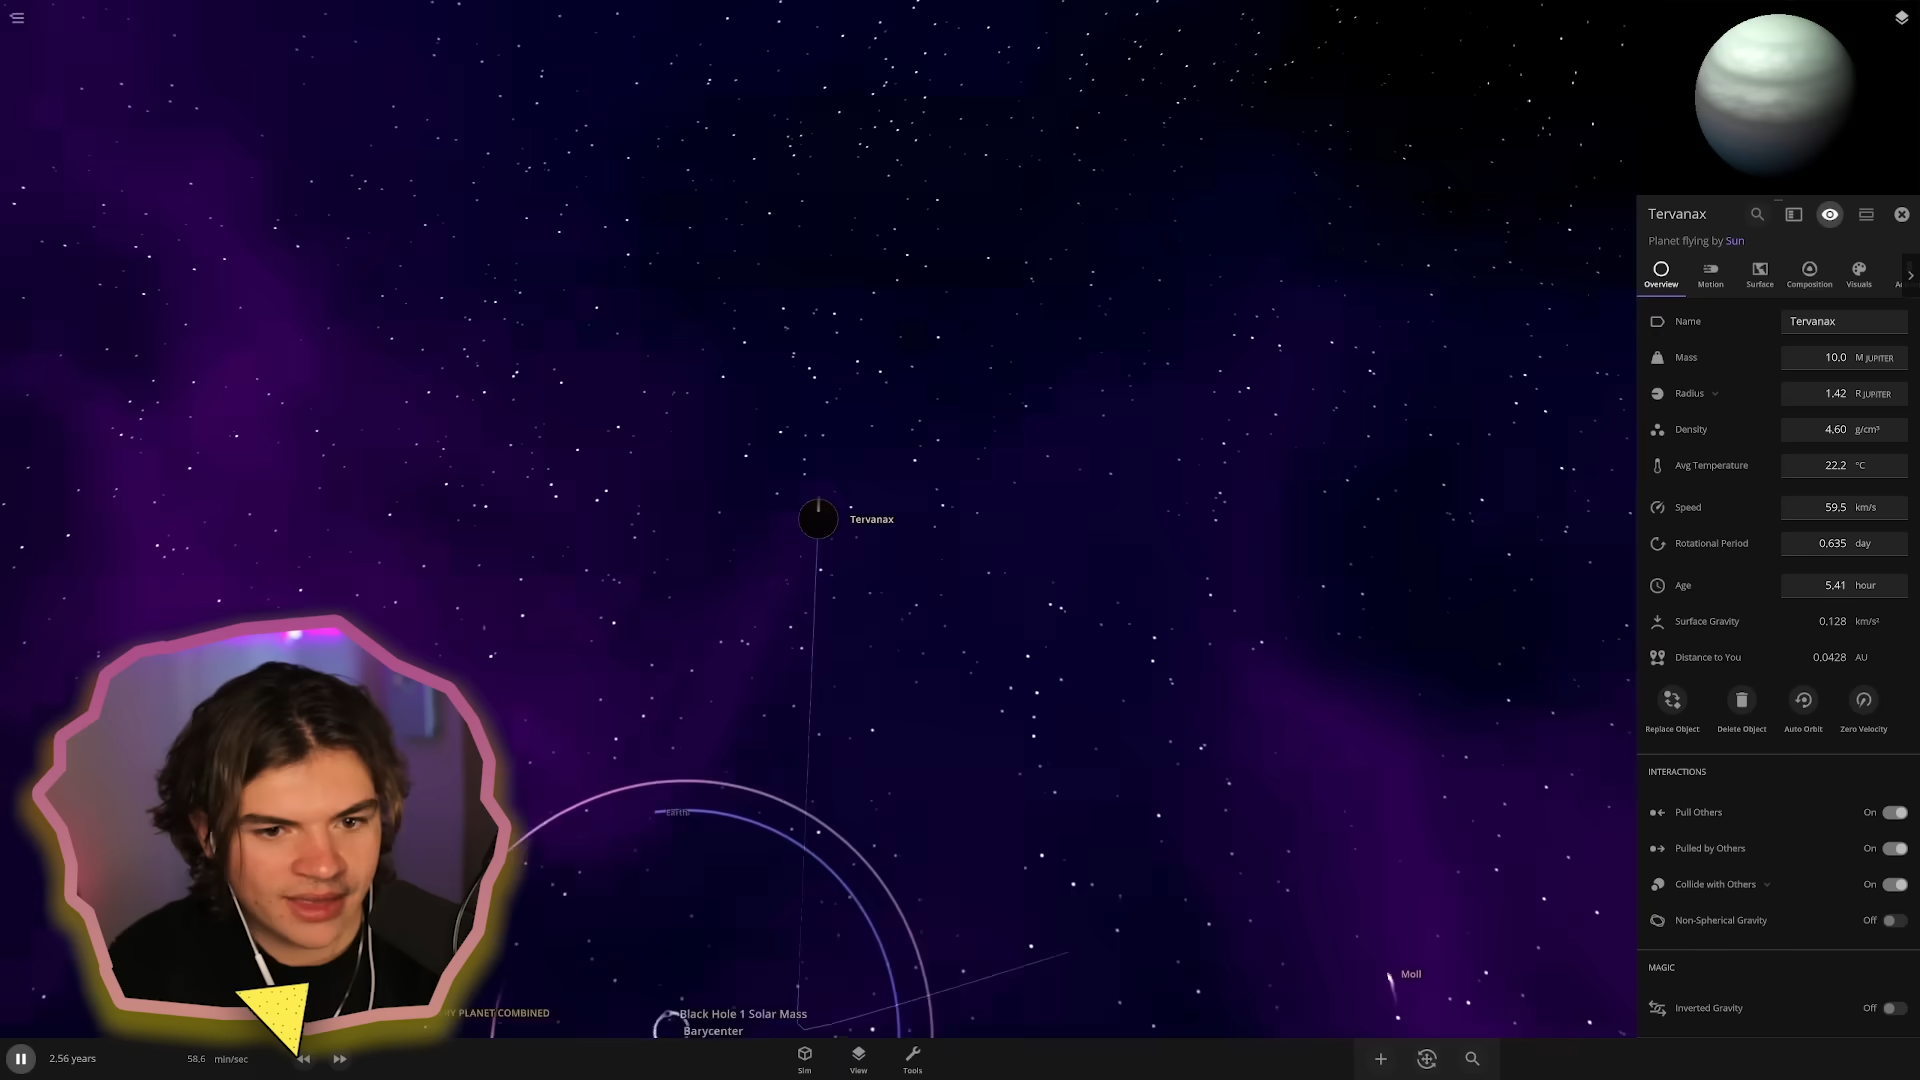 Tervanax
Planet flying by Sun
Overview
Motion
Surface
Composition
Visuals
Name
Tervanax
Mass
10,0 M JUPITER
Radius
1,42 R JUPITER
Density
4,60 g/cm³
Avg Temperature
22,2 °C
Speed
59,5 km/s
Rotational Period
0,635 day
Age
5,41 hour
Surface Gravity
0,128 km/s²
Distance to You
0,0428 AU
Replace Object
Delete Object
Auto Orbit
Zero Velocity
INTERACTIONS
Pull Others
On
Pulled by Others
On
Collide with Others
On
Non-Spherical Gravity
Off
MAGIC
Inverted Gravity
Off
Tervanax
Earth
Moll
PLANET COMBINED
Black Hole 1 Solar Mass
Barycenter
2.56 years
58,6 min/sec
Sim
View
Tools